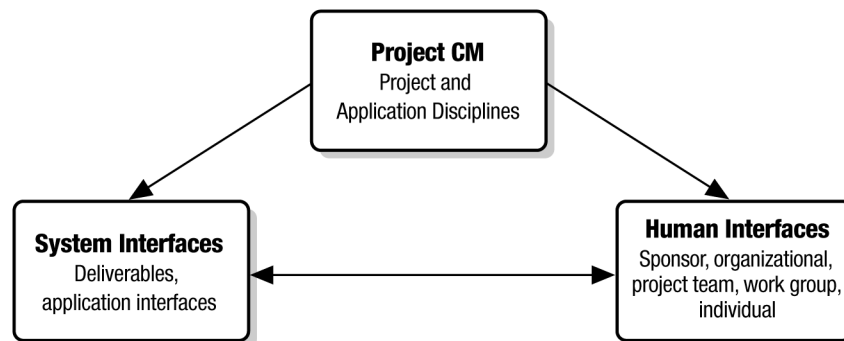 Project CM
Project and
Application Disciplines
System Interfaces
Deliverables,
application interfaces
Human Interfaces
Sponsor, organizational,
project team, work group,
individual